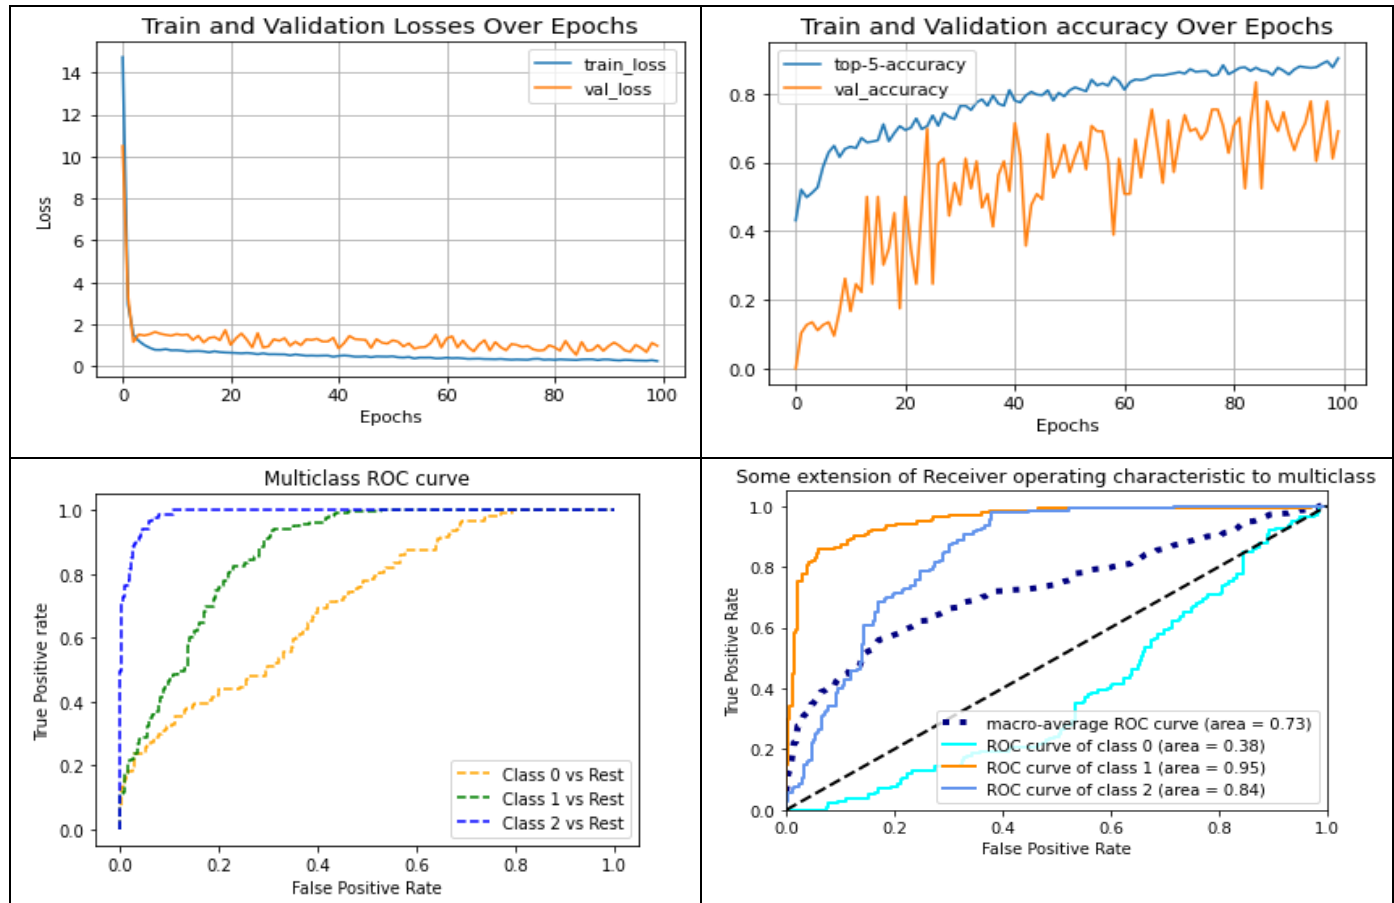 Train and Validation Losses Over Epochs
train_loss
val_loss
14
12
10
8
6
4
2
0
Loss
0 20 40 60 80 100
Epochs
Train and Validation accuracy Over Epochs
top-5-accuracy
val_accuracy
0.8
0.6
0.4
0.2
0.0
0 20 40 60 80 100
Epochs
Multiclass ROC curve
1.0
0.8
0.6
0.4
0.2
0.0
True Positive rate
Class 0 vs Rest
Class 1 vs Rest
Class 2 vs Rest
0.0 0.2 0.4 0.6 0.8 1.0
False Positive Rate
Some extension of Receiver operating characteristic to multiclass
1.0
0.8
0.6
0.4
0.2
0.0
True Positive Rate
macro-average ROC curve (area = 0.73)
ROC curve of class 0 (area = 0.38)
ROC curve of class 1 (area = 0.95)
ROC curve of class 2 (area = 0.84)
0.0 0.2 0.4 0.6 0.8 1.0
False Positive Rate